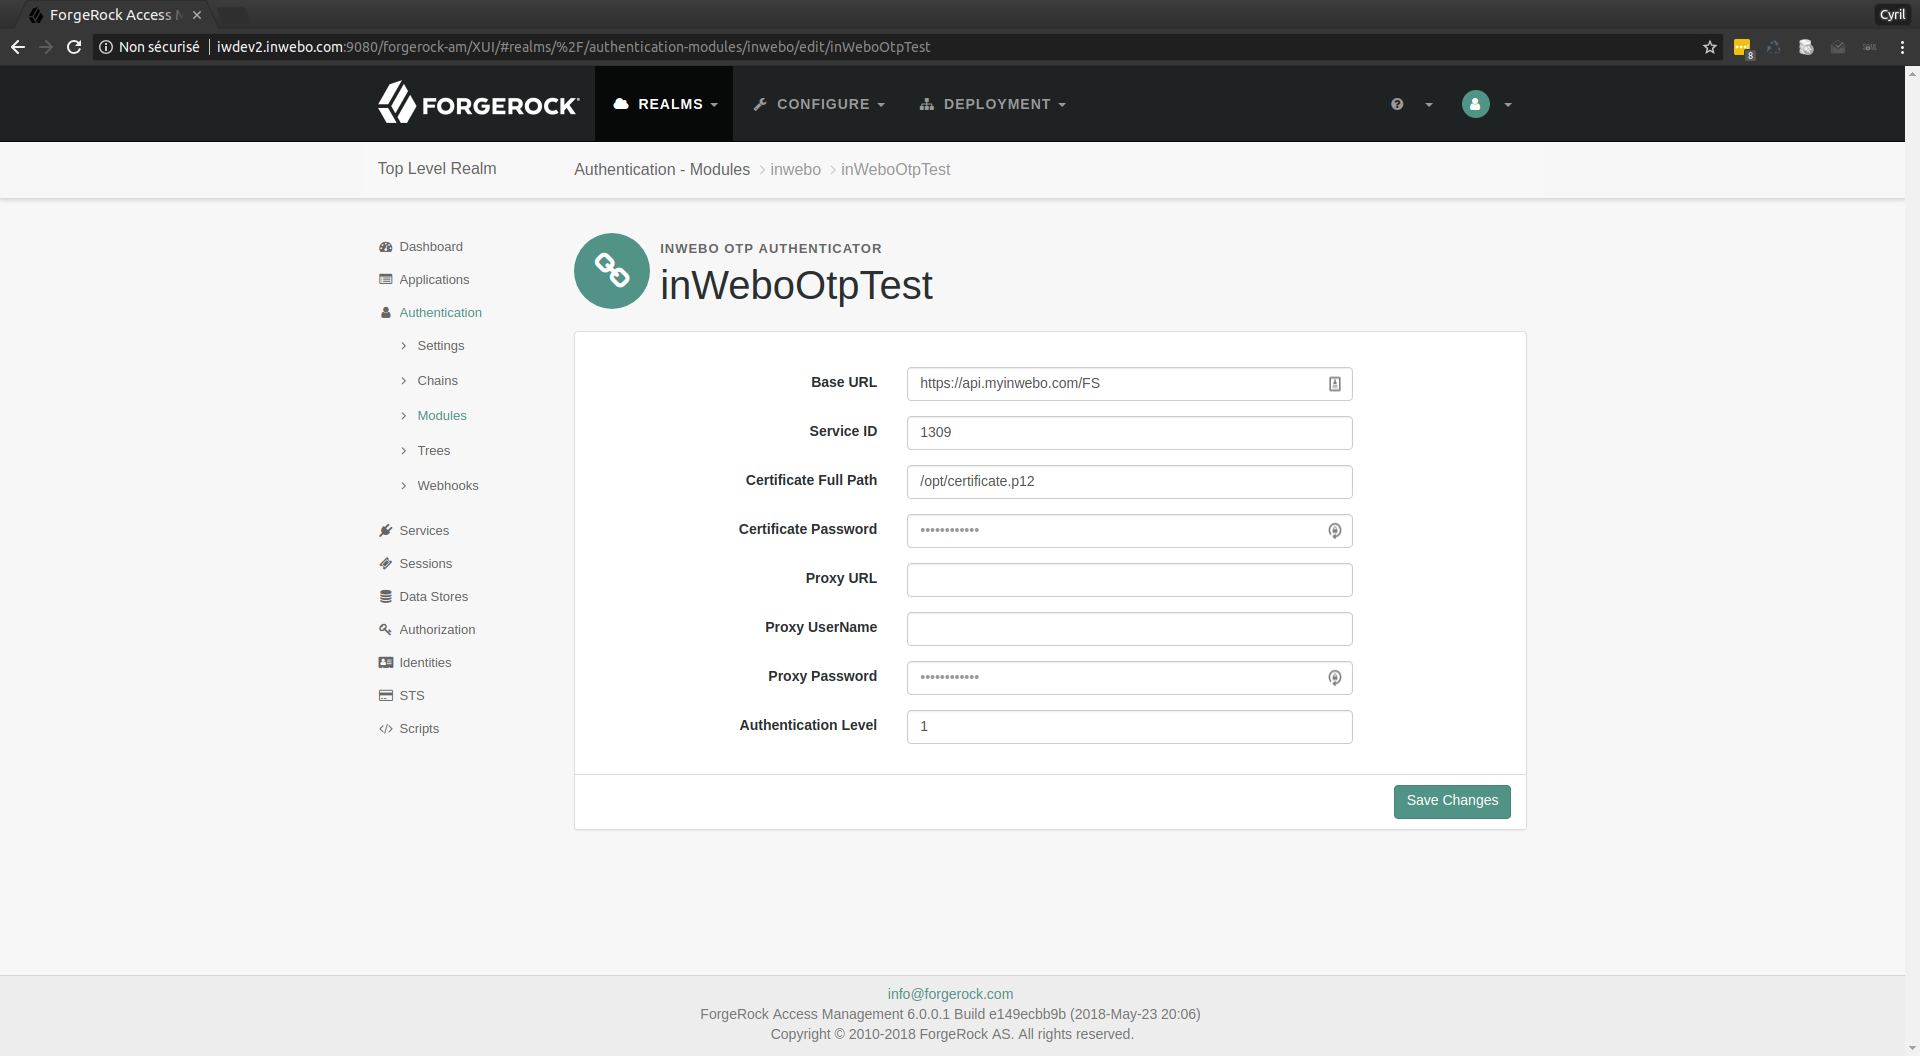 ForgeRock Access M
Cyril
Non sécurisé
iwdev2.inwebo.com:9080/forgerock-am/XUI/#realms/%2F/authentication-modules/inwebo/edit/inWeboOtpTest
8
FORGEROCK
REALMS
CONFIGURE
DEPLOYMENT
Top Level Realm
Authentication - Modules
inwebo
inWeboOtpTest
Dashboard
Applications
Authentication
Settings
Chains
Modules
Trees
Webhooks
Services
Sessions
Data Stores
Authorization
Identities
STS
Scripts
INWEBO OTP AUTHENTICATOR
inWeboOtpTest
Base URL
https://api.myinwebo.com/FS
Service ID
1309
Certificate Full Path
/opt/certificate.p12
Certificate Password
••••••••••••
Proxy URL
Proxy UserName
Proxy Password
••••••••••••
Authentication Level
1
Save Changes
info@forgerock.com
ForgeRock Access Management 6.0.0.1 Build e149ecbb9b (2018-May-23 20:06)
Copyright © 2010-2018 ForgeRock AS. All rights reserved.